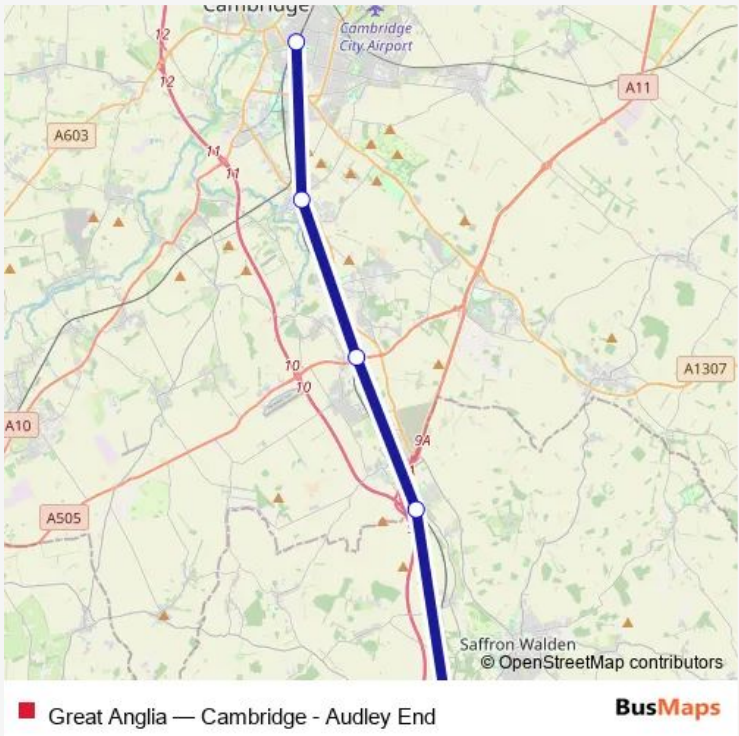 Cambridge
Cambridge
City Airport
12
12
A11
A603
11
11
10
10
A1307
A10
9A
A505
Saffron Walden
© OpenStreetMap contributors
Great Anglia — Cambridge - Audley End
BusMaps